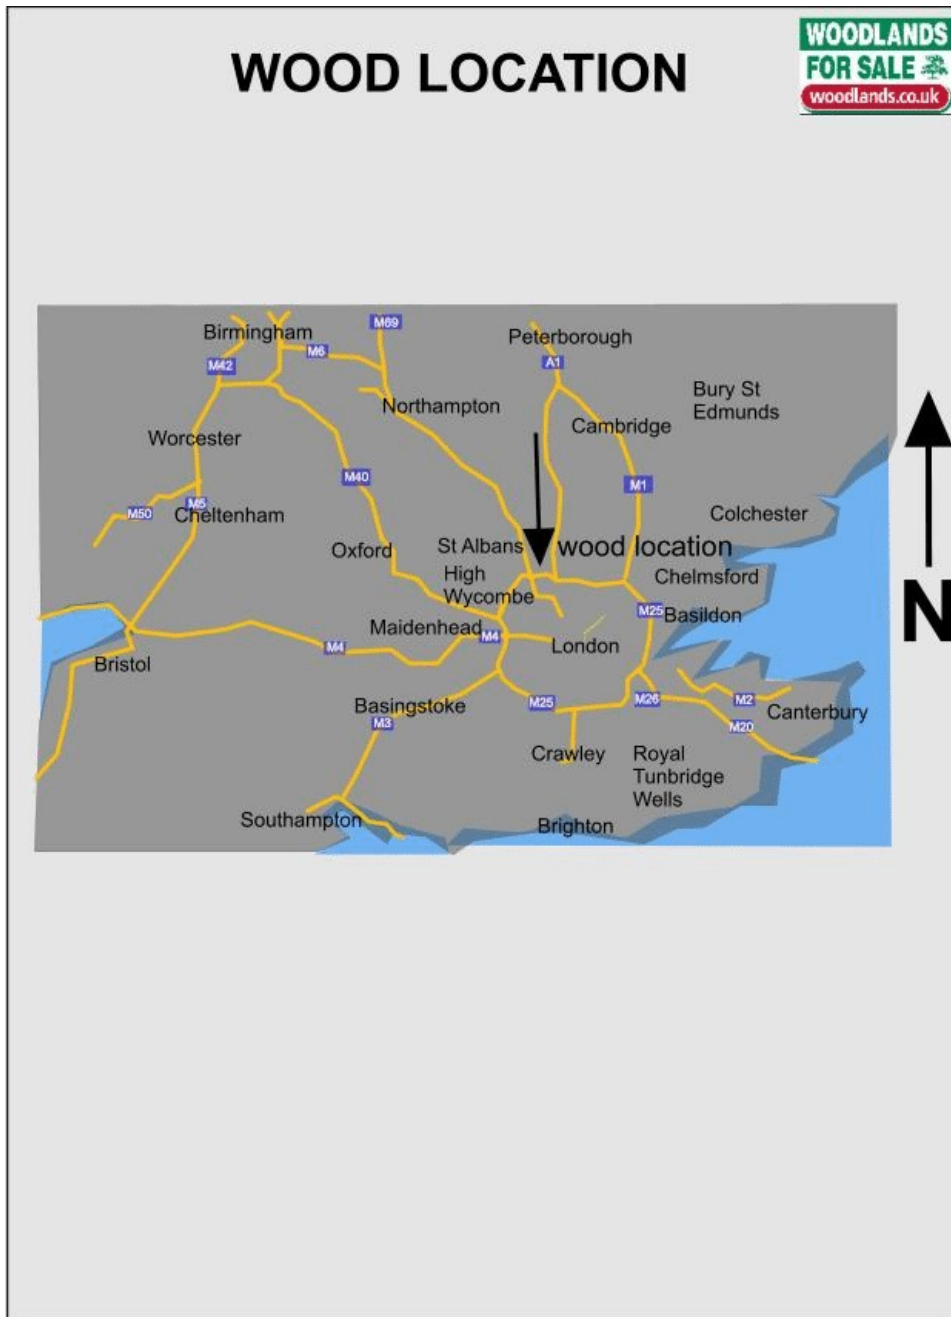 WOOD LOCATION
WOODLANDS
FOR SALE
woodlands.co.uk
M69
Birmingham
M6
Peterborough
M42
A1
Bury St
Edmunds
Northampton
Cambridge
Worcester
M40
M1
M5
M50
Cheltenham
Colchester
Oxford
St Albans
wood location
High
Wycombe
Chelmsford
M25
Basildon
N
Maidenhead
M4
M4
London
Bristol
Basingstoke
M25
M26
M2
Canterbury
M3
M20
Crawley
Royal
Tunbridge
Wells
Southampton
Brighton